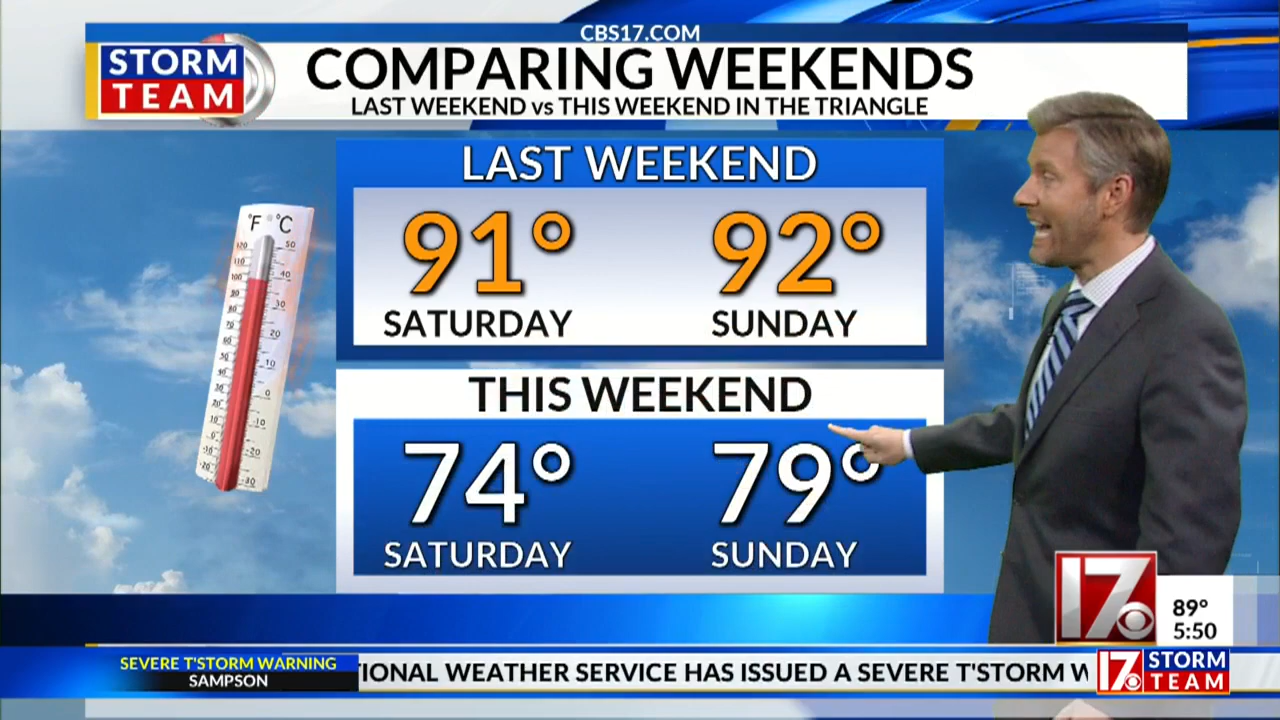 CBS17.COM
STORM
TEAM
COMPARING WEEKENDS
LAST WEEKEND vs THIS WEEKEND IN THE TRIANGLE
LAST WEEKEND
91° 92°
SATURDAY SUNDAY
°F °C
THIS WEEKEND
74° 79°
SATURDAY SUNDAY
17
89°
5:50
SEVERE T'STORM WARNING
SAMPSON
TIONAL WEATHER SERVICE HAS ISSUED A SEVERE T'STORM W
17 STORM
TEAM